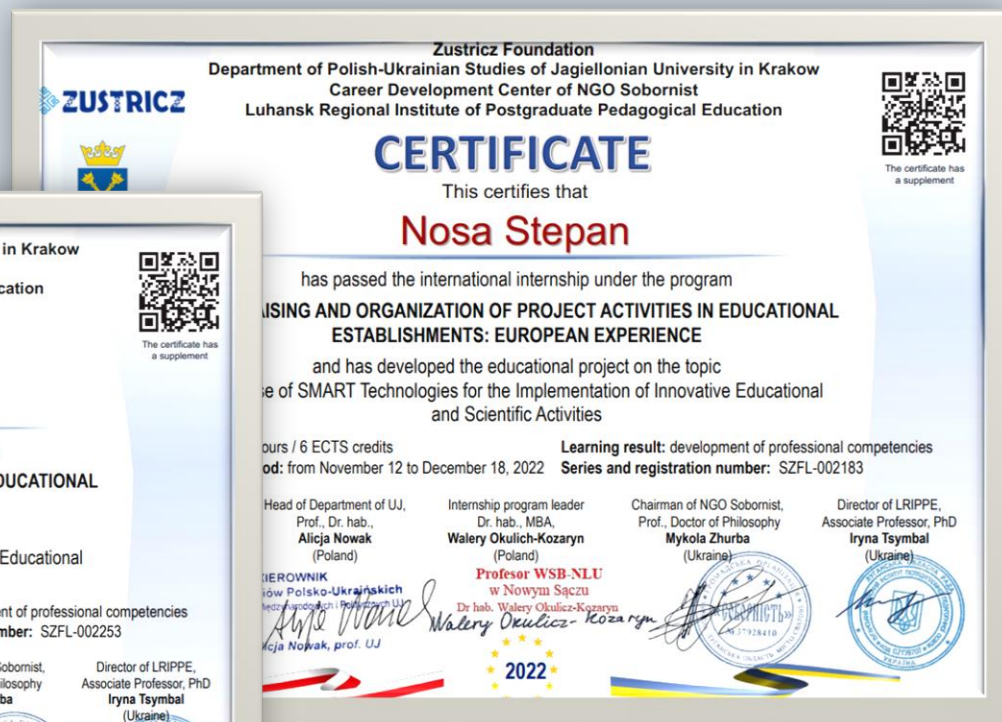 Zustricz Foundation
Department of Polish-Ukrainian Studies of Jagiellonian University in Krakow
Career Development Center of NGO Sobornist
Luhansk Regional Institute of Postgraduate Pedagogical Education
ZUSTRICZ
The certificate has
a supplement
CERTIFICATE
This certifies that
Nosa Stepan
has passed the international internship under the program
AISING AND ORGANIZATION OF PROJECT ACTIVITIES IN EDUCATIONAL
ESTABLISHMENTS: EUROPEAN EXPERIENCE
and has developed the educational project on the topic
se of SMART Technologies for the Implementation of Innovative Educational
and Scientific Activities
ours / 6 ECTS credits
od: from November 12 to December 18, 2022
Learning result: development of professional competencies
Series and registration number: SZFL-002183
Head of Department of UJ,
Prof., Dr. hab.,
Alicja Nowak
(Poland)
Internship program leader
Dr. hab., MBA,
Walery Okulich-Kozaryn
(Poland)
Chairman of NGO Sobornist,
Prof., Doctor of Philosophy
Mykola Zhurba
(Ukraine)
Director of LRIPPE,
Associate Professor, PhD
Iryna Tsymbal
(Ukraine)
KIEROWNIK
iów Polsko-Ukraińskich
icja Nowak, prof. UJ
Profesor WSB-NLU
w Nowym Sączu
Dr hab. Walery Okulicz-Kozaryn
Walery Okulicz-Kozaryn
2022
in Krakow
cation
The certificate has
a supplement
DUCATIONAL
Educational
nt of professional competencies
mber: SZFL-002253
Sobornist,
ilosophy
ba
Director of LRIPPE,
Associate Professor, PhD
Iryna Tsymbal
(Ukraine)